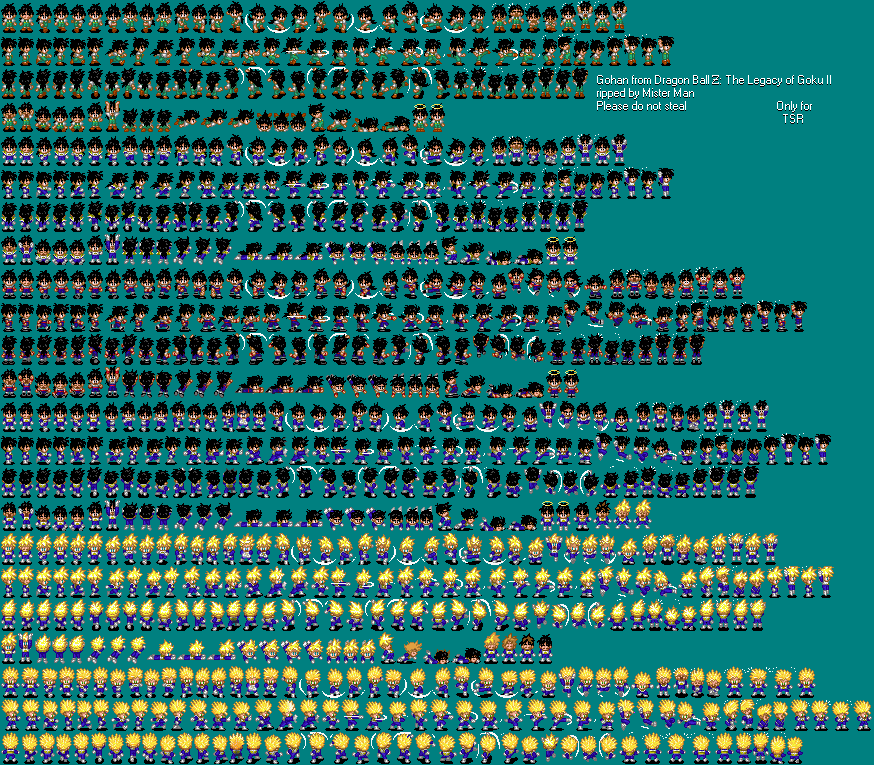 Gohan from Dragon Ball Z: The Legacy of Goku II
ripped by Mister Man
Please do not steal
Only for
TSR